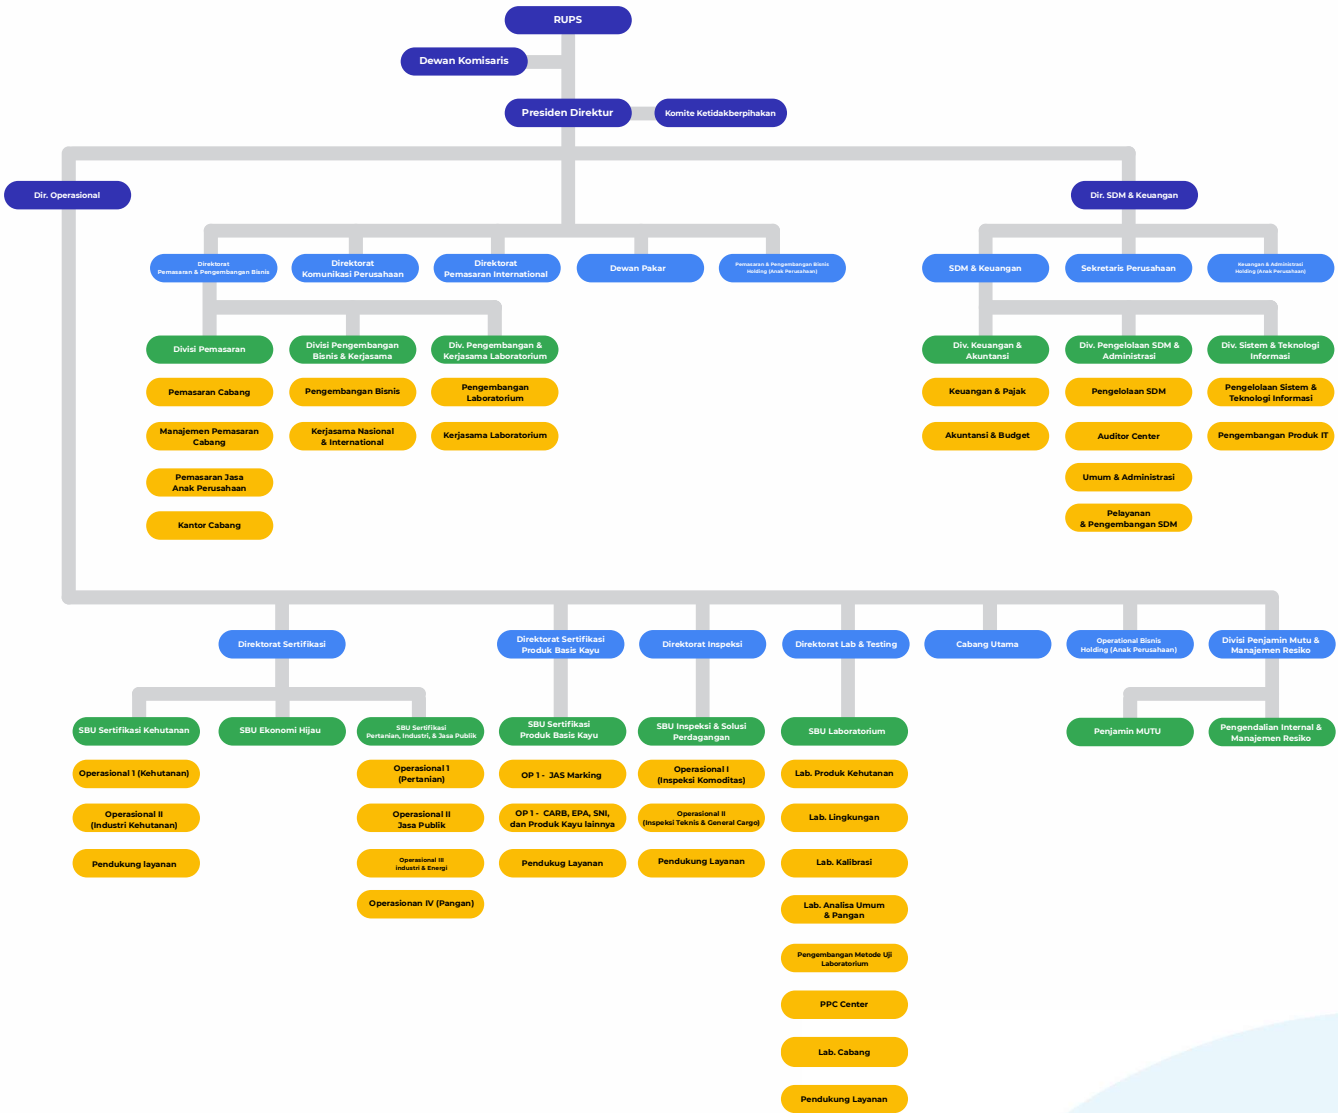 RUPS
Dewan Komisaris
Presiden Direktur
Komite Ketidakberpihakan
Dir. Operasional
Dir. SDM & Keuangan
Direktorat
Pemasaran & Pengembangan Bisnis
Direktorat
Komunikasi Perusahaan
Direktorat
Pemasaran International
Dewan Pakar
Pemasaran & Pengembangan Bisnis
Holding (Anak Perusahaan)
SDM & Keuangan
Sekretaris Perusahaan
Keuangan & Administrasi
Holding (Anak Perusahaan)
Divisi Pemasaran
Divisi Pengembangan
Bisnis & Kerjasama
Div. Pengembangan &
Kerjasama Laboratorium
Div. Keuangan &
Akuntansi
Div. Pengelolaan SDM &
Administrasi
Div. Sistem & Teknologi
Informasi
Pemasaran Cabang
Pengembangan Bisnis
Pengembangan
Laboratorium
Keuangan & Pajak
Pengelolaan SDM
Pengelolaan Sistem &
Teknologi Informasi
Manajemen Pemasaran
Cabang
Kerjasama Nasional
& International
Kerjasama Laboratorium
Akuntansi & Budget
Auditor Center
Pengembangan Produk IT
Pemasaran Jasa
Anak Perusahaan
Umum & Administrasi
Kantor Cabang
Pelayanan
& Pengembangan SDM
Direktorat Sertifikasi
Direktorat Sertifikasi
Produk Basis Kayu
Direktorat Inspeksi
Direktorat Lab & Testing
Cabang Utama
Operational Bisnis
Holding (Anak Perusahaan)
Divisi Penjamin Mutu &
Manajemen Resiko
SBU Sertifikasi Kehutanan
SBU Ekonomi Hijau
SBU Sertifikasi
Pertanian, Industri, & Jasa Publik
SBU Sertifikasi
Produk Basis Kayu
SBU Inspeksi & Solusi
Perdagangan
SBU Laboratorium
Penjamin MUTU
Pengendalian Internal &
Manajemen Resiko
Operasional 1 (Kehutanan)
Operasional 1
(Pertanian)
OP 1 - JAS Marking
Operasional I
(Inspeksi Komoditas)
Lab. Produk Kehutanan
Operasional II
(Industri Kehutanan)
Operasional II
Jasa Publik
OP 1 - CARB, EPA, SNI,
dan Produk Kayu lainnya
Operasional II
(Inspeksi Teknis & General Cargo)
Lab. Lingkungan
Pendukung layanan
Operasional III
industri & Energi
Pendukug Layanan
Pendukung Layanan
Lab. Kalibrasi
Operasionan IV (Pangan)
Lab. Analisa Umum
& Pangan
Pengembangan Metode Uji
Laboratorium
PPC Center
Lab. Cabang
Pendukung Layanan